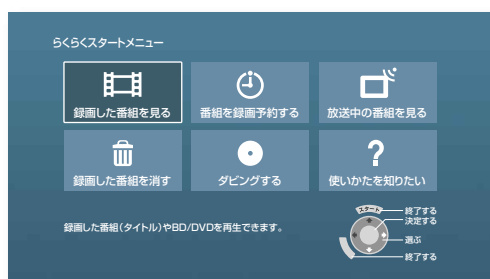 らくらくスタートメニュー
録画した番組を見る
番組を録画予約する
放送中の番組を見る
録画した番組を消す
ダビングする
使いかたを知りたい
録画した番組(タイトル)やBD/DVDを再生できます。
スタート
終了する
決定する
選ぶ
終了する